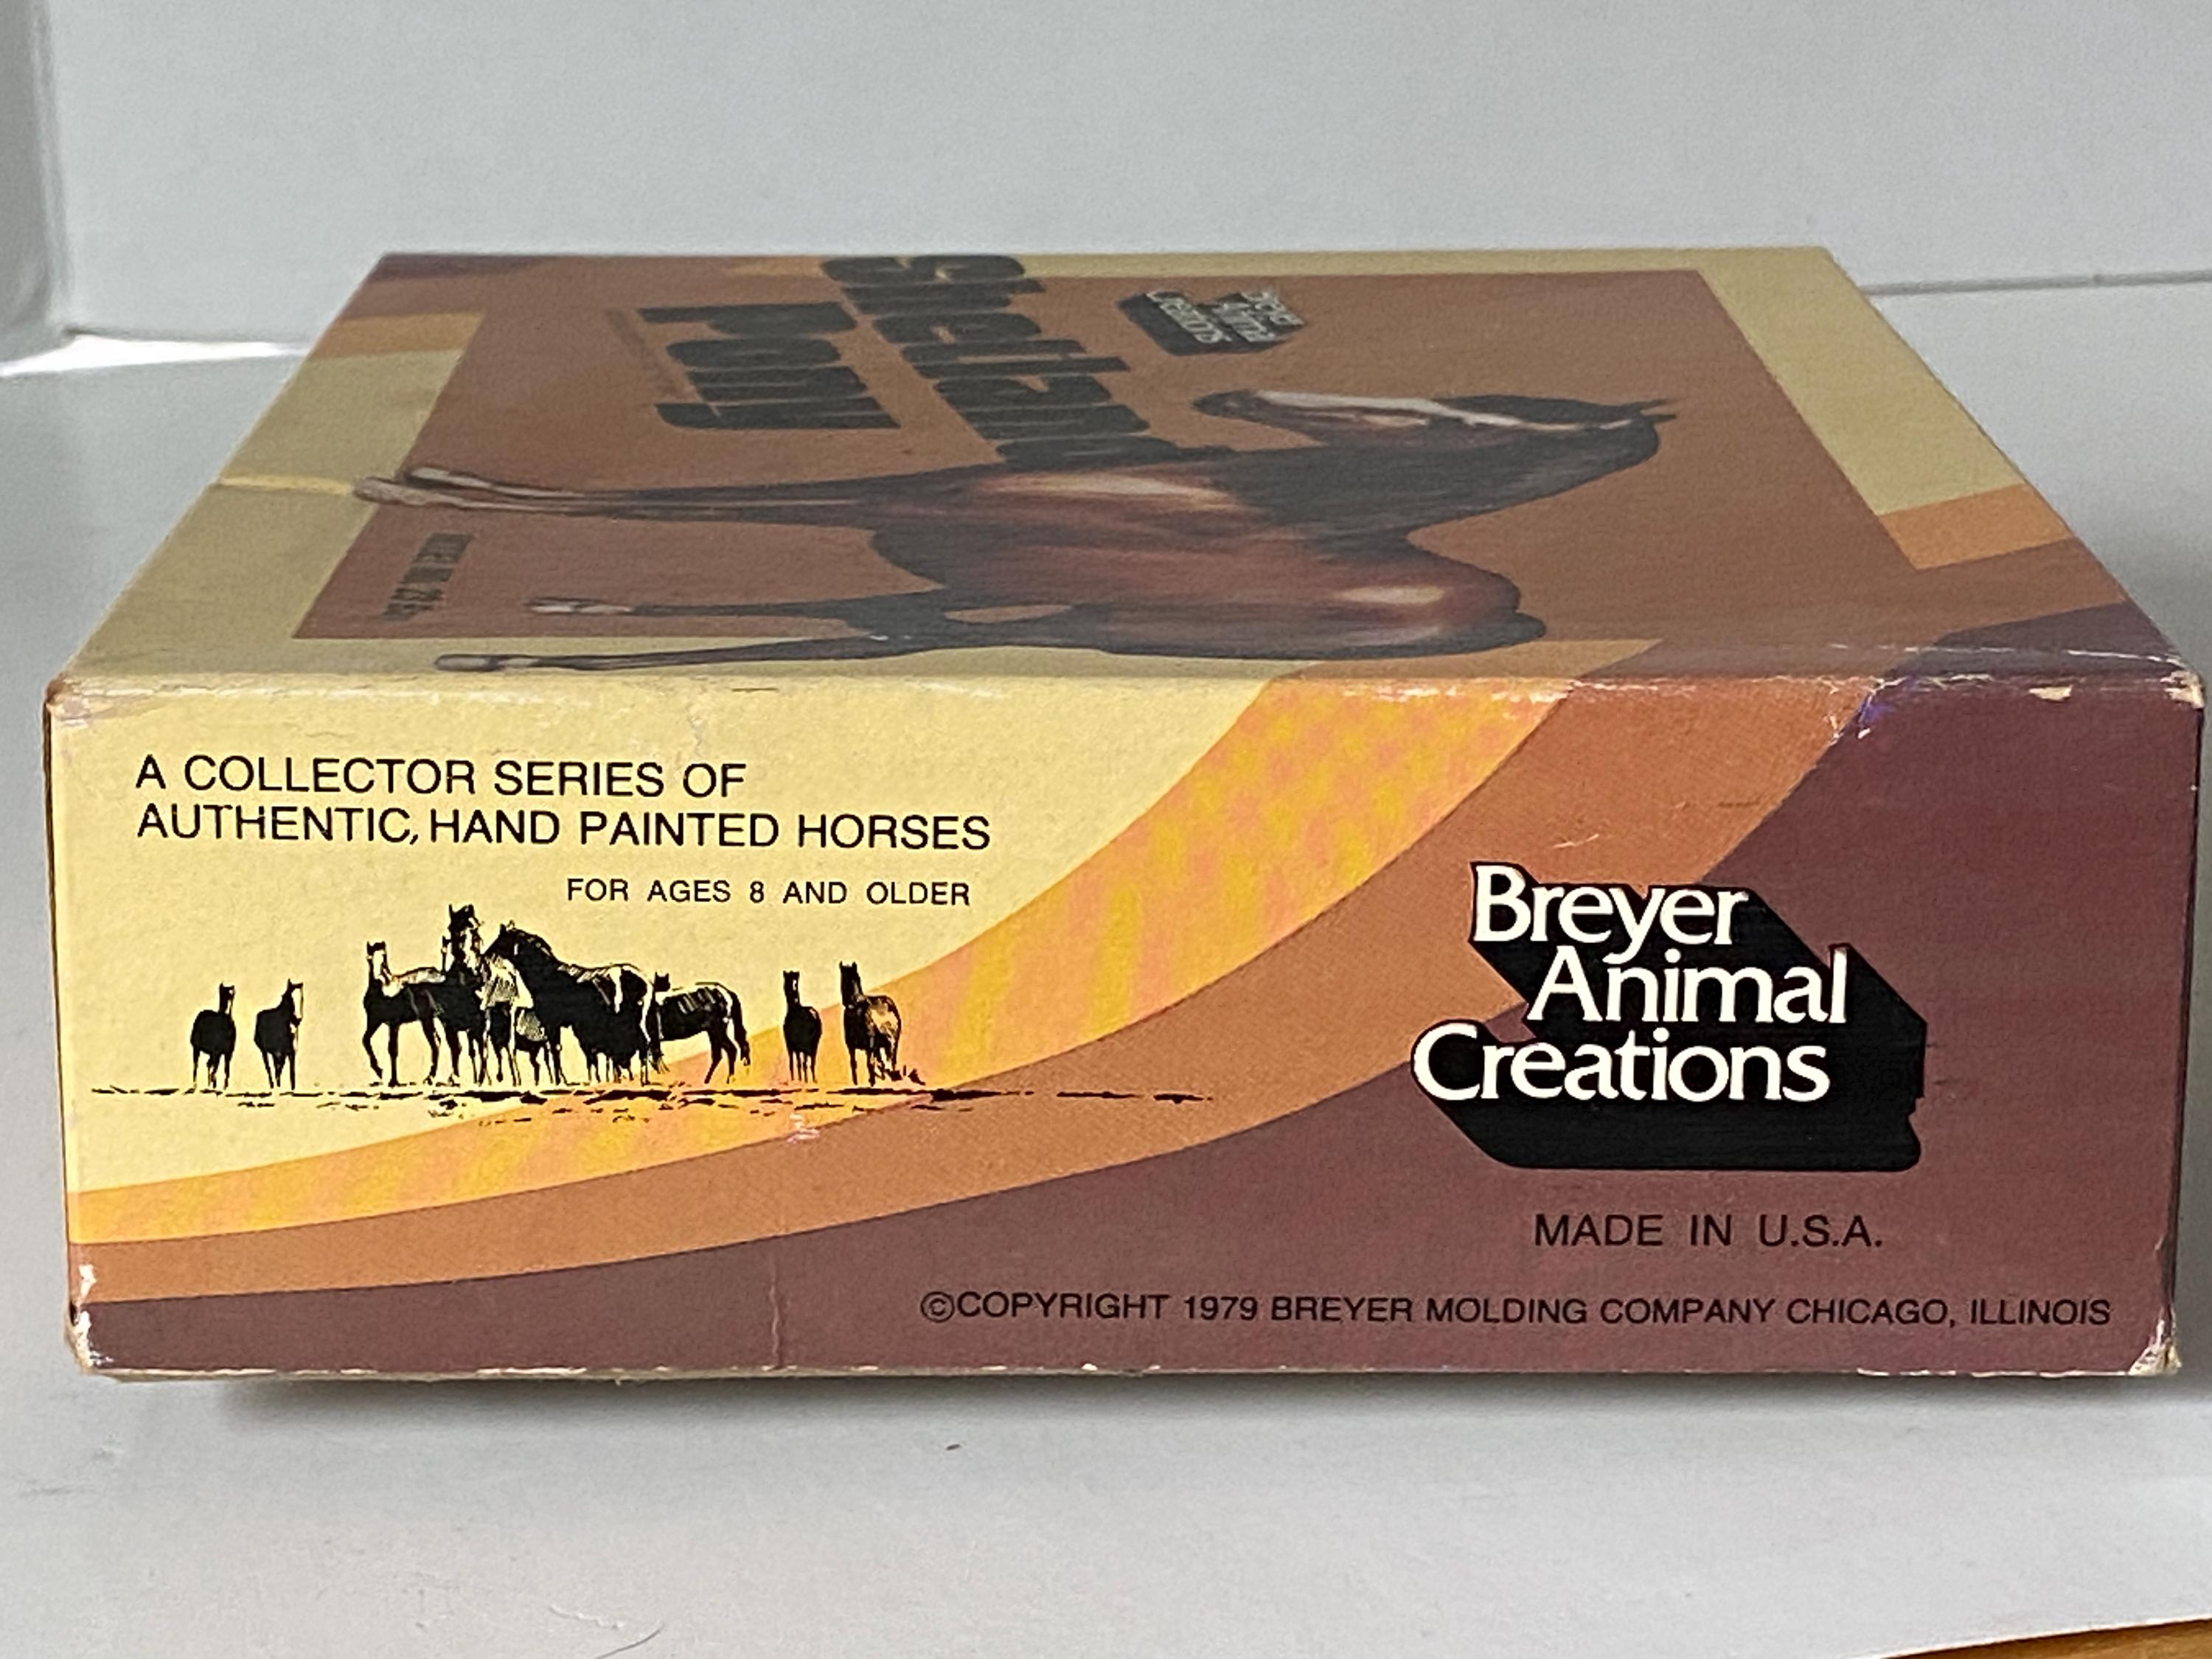 Shetland
pony
Breyer
Animal
Creations
A COLLECTOR SERIES OF
AUTHENTIC, HAND PAINTED HORSES
FOR AGES 8 AND OLDER
Breyer
Animal
Creations
MADE IN U.S.A.
©COPYRIGHT 1979 BREYER MOLDING COMPANY CHICAGO, ILLINOIS